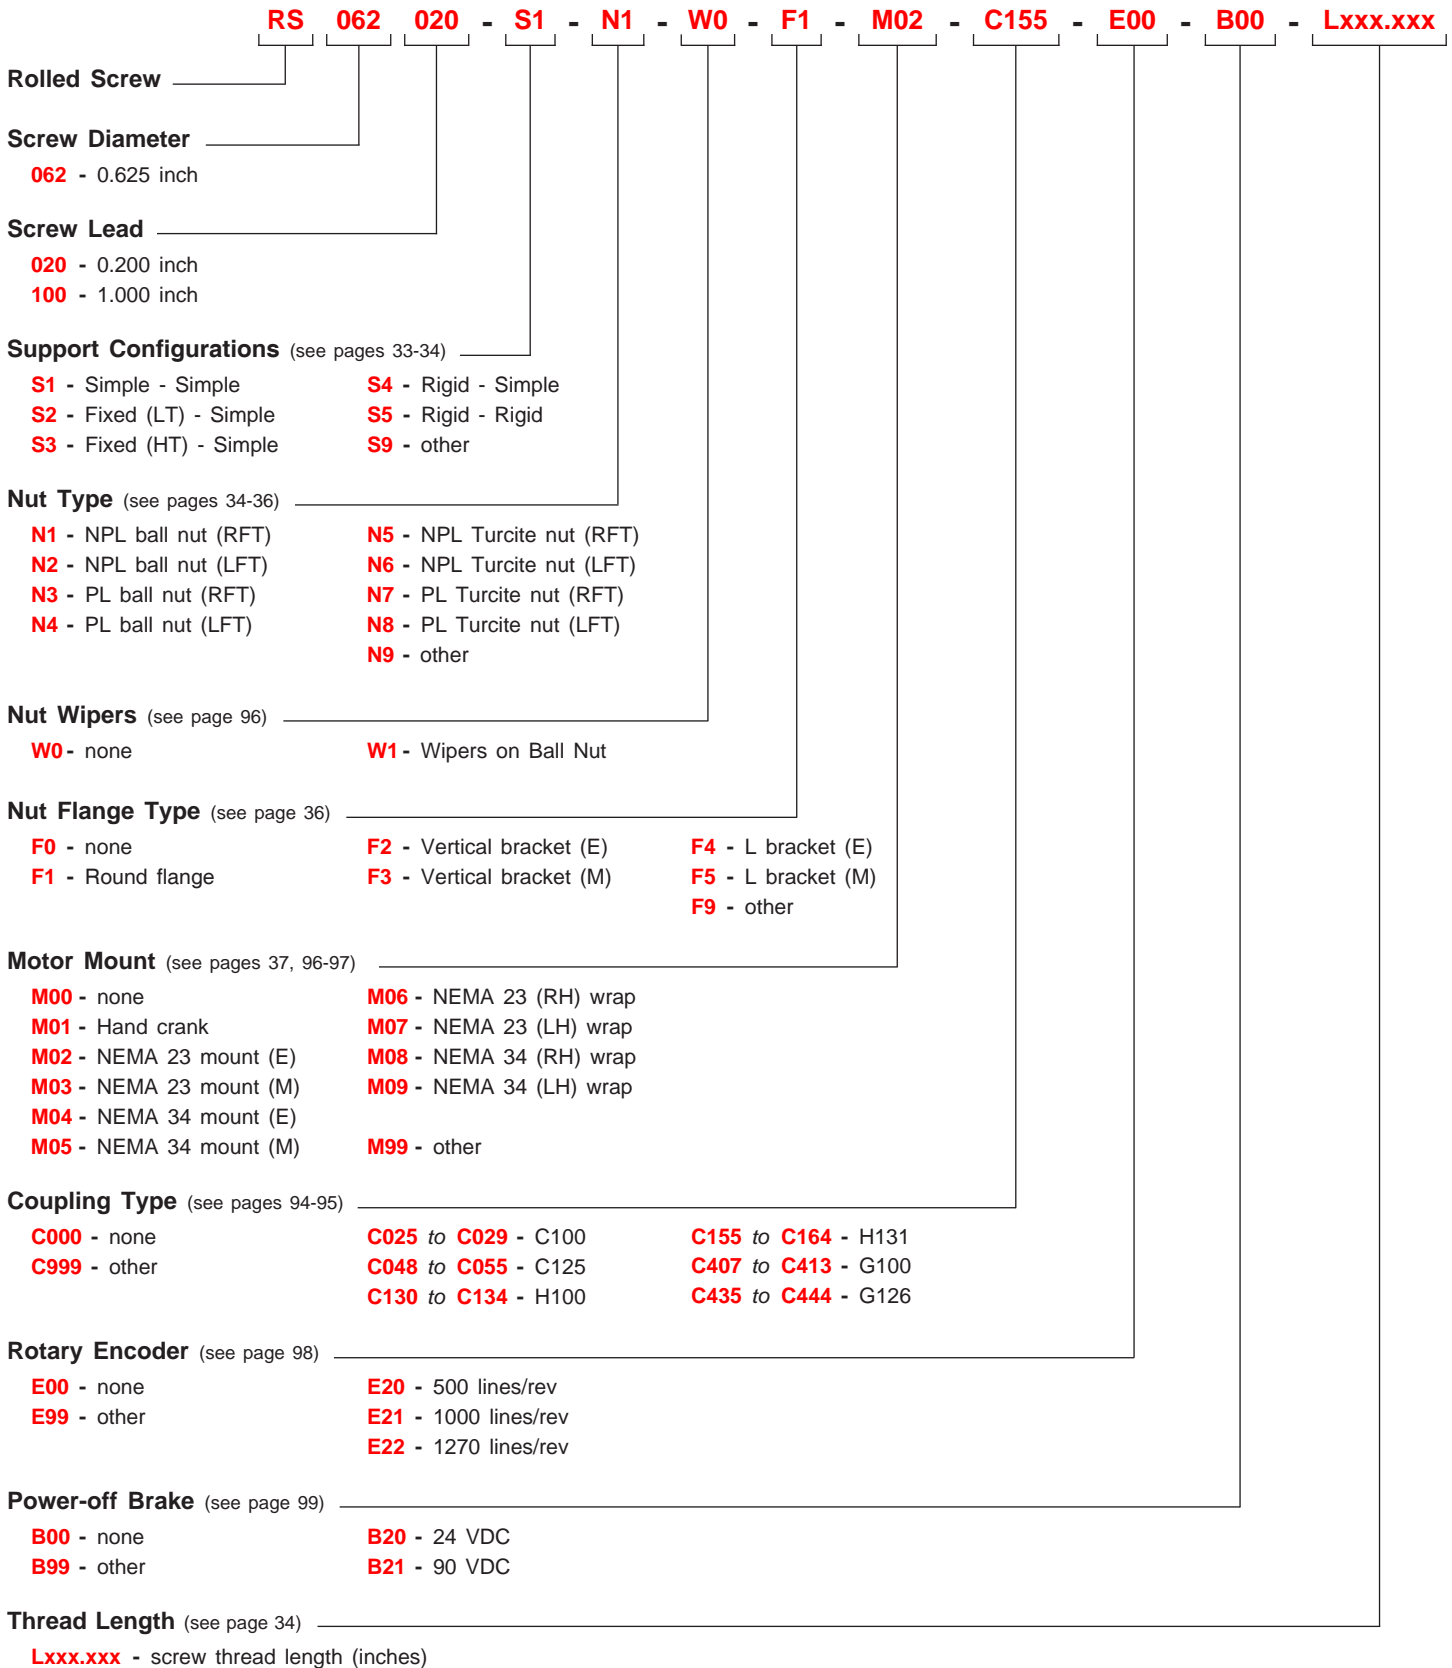 RS 062 020 - S1 - N1 - W0 - F1 - M02 - C155 - E00 - B00 - Lxxx.xxx
Rolled Screw
Screw Diameter
062 - 0.625 inch
Screw Lead
020 - 0.200 inch
100 - 1.000 inch
Support Configurations (see pages 33-34)
S1 - Simple - Simple S4 - Rigid - Simple
S2 - Fixed (LT) - Simple S5 - Rigid - Rigid
S3 - Fixed (HT) - Simple S9 - other
Nut Type (see pages 34-36)
N1 - NPL ball nut (RFT) N5 - NPL Turcite nut (RFT)
N2 - NPL ball nut (LFT) N6 - NPL Turcite nut (LFT)
N3 - PL ball nut (RFT) N7 - PL Turcite nut (RFT)
N4 - PL ball nut (LFT) N8 - PL Turcite nut (LFT)
N9 - other
Nut Wipers (see page 96)
W0 - none W1 - Wipers on Ball Nut
Nut Flange Type (see page 36)
F0 - none F2 - Vertical bracket (E) F4 - L bracket (E)
F1 - Round flange F3 - Vertical bracket (M) F5 - L bracket (M)
F9 - other
Motor Mount (see pages 37, 96-97)
M00 - none M06 - NEMA 23 (RH) wrap
M01 - Hand crank M07 - NEMA 23 (LH) wrap
M02 - NEMA 23 mount (E) M08 - NEMA 34 (RH) wrap
M03 - NEMA 23 mount (M) M09 - NEMA 34 (LH) wrap
M04 - NEMA 34 mount (E)
M05 - NEMA 34 mount (M) M99 - other
Coupling Type (see pages 94-95)
C000 - none C025 to C029 - C100 C155 to C164 - H131
C999 - other C048 to C055 - C125 C407 to C413 - G100
C130 to C134 - H100 C435 to C444 - G126
Rotary Encoder (see page 98)
E00 - none E20 - 500 lines/rev
E99 - other E21 - 1000 lines/rev
E22 - 1270 lines/rev
Power-off Brake (see page 99)
B00 - none B20 - 24 VDC
B99 - other B21 - 90 VDC
Thread Length (see page 34)
Lxxx.xxx - screw thread length (inches)